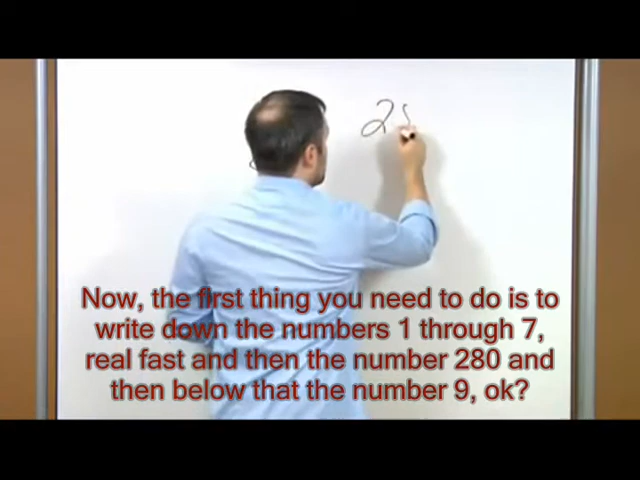 2
Now, the first thing you need to do is to
write down the numbers 1 through 7,
real fast and then the number 280 and
then below that the number 9, ok?